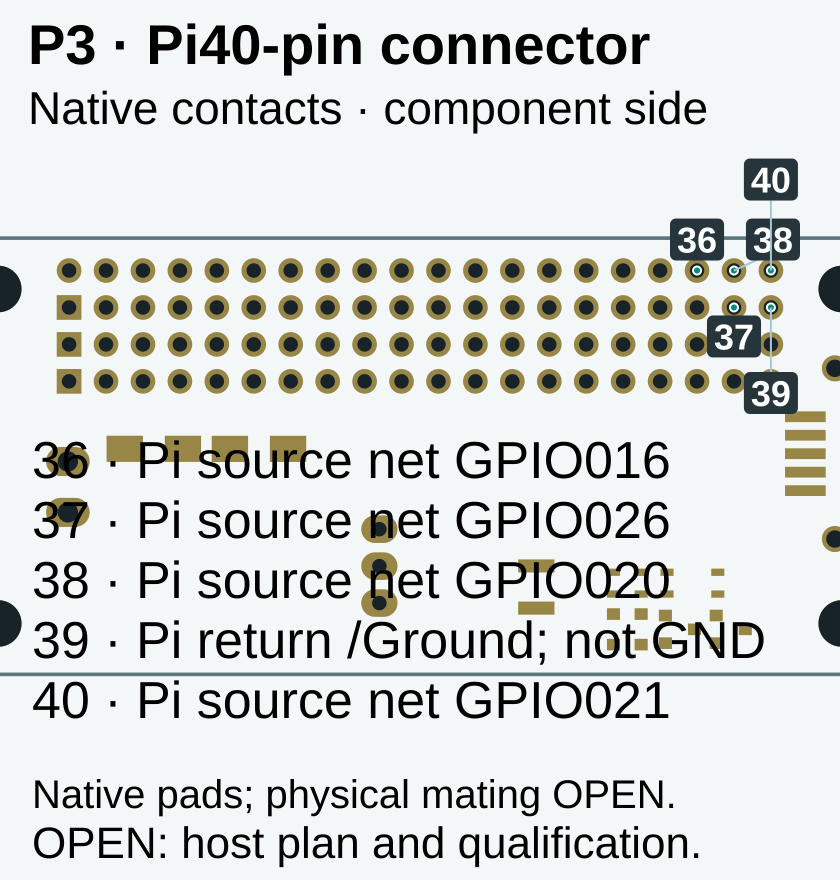 P3 · Pi40-pin connector
Native contacts · component side
40
36 38
37
39
36 · Pi source net GPIO016
37 · Pi source net GPIO026
38 · Pi source net GPIO020
39 · Pi return /Ground; not GND
40 · Pi source net GPIO021
Native pads; physical mating OPEN.
OPEN: host plan and qualification.